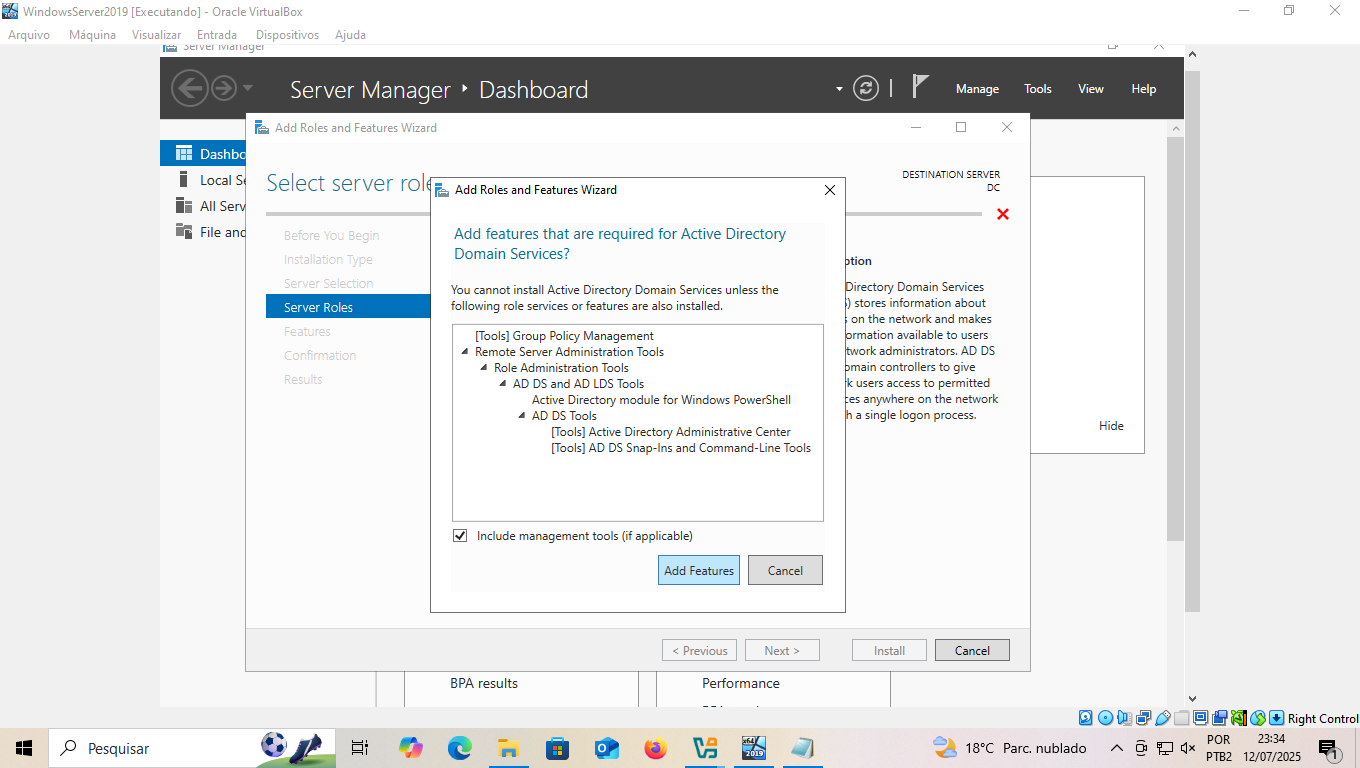 WindowsServer2019 [Executando] - Oracle VirtualBox
Arquivo Máquina Visualizar Entrada Dispositivos Ajuda
Server Manager
Server Manager Dashboard
Manage Tools View Help
Add Roles and Features Wizard
Dashbo
Local Se
All Serv
File and
Select server role
DESTINATION SERVER
DC
Before You Begin
Installation Type
Server Selection
Server Roles
Features
Confirmation
Results
Add Roles and Features Wizard
Add features that are required for Active Directory
Domain Services?
You cannot install Active Directory Domain Services unless the
following role services or features are also installed.
[Tools] Group Policy Management
Remote Server Administration Tools
Role Administration Tools
AD DS and AD LDS Tools
Active Directory module for Windows PowerShell
AD DS Tools
[Tools] Active Directory Administrative Center
[Tools] AD DS Snap-Ins and Command-Line Tools
Include management tools (if applicable)
Add Features Cancel
ption
Directory Domain Services
) stores information about
s on the network and makes
ormation available to users
twork administrators. AD DS
omain controllers to give
k users access to permitted
ces anywhere on the network
h a single logon process.
Hide
< Previous Next > Install Cancel
BPA results
Performance
Right Control
Pesquisar
18°C Parc. nublado
POR
PTB2
23:34
12/07/2025
1